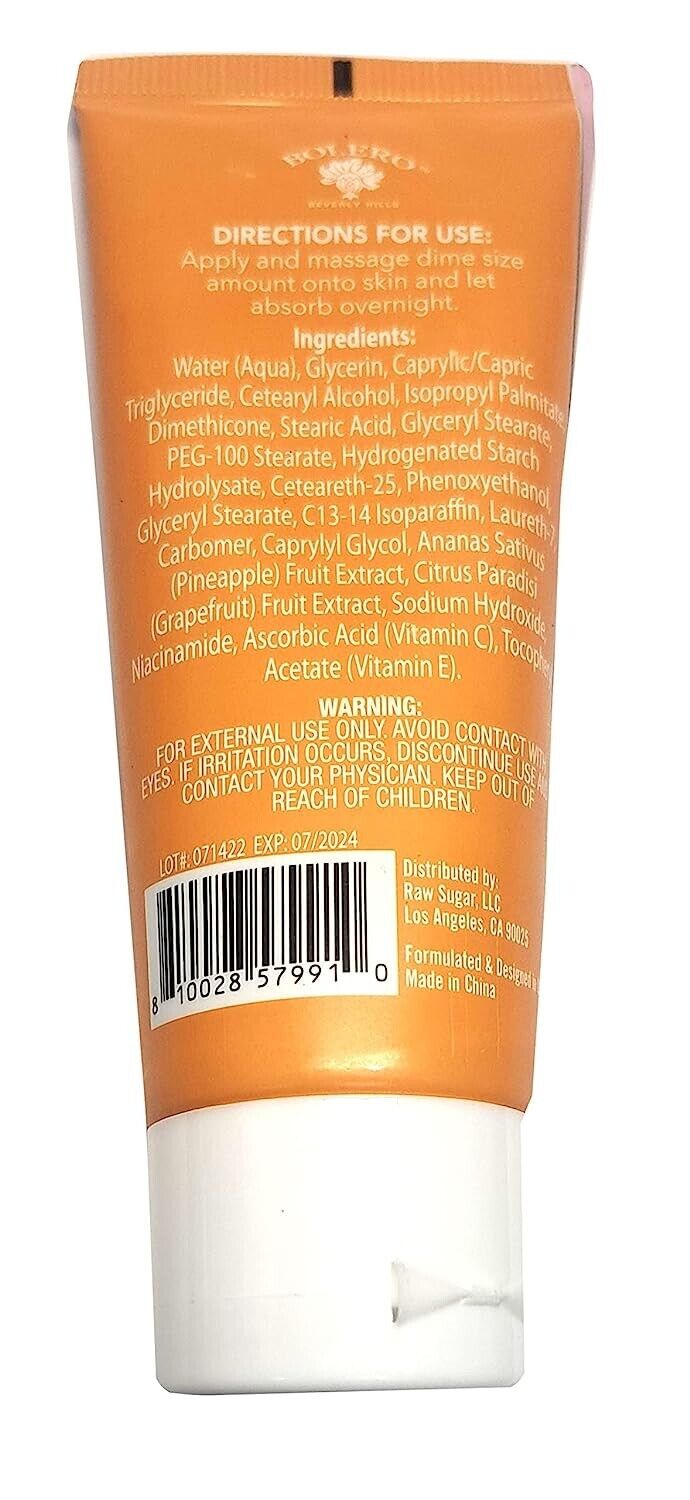 BOLERO™
BEVERLY HILLS
DIRECTIONS FOR USE:
Apply and massage dime size
amount onto skin and let
absorb overnight.
Ingredients:
Water (Aqua), Glycerin, Caprylic/Capric
Triglyceride, Cetearyl Alcohol, Isopropyl Palmitate,
Dimethicone, Stearic Acid, Glyceryl Stearate,
PEG-100 Stearate, Hydrogenated Starch
Hydrolysate, Ceteareth-25, Phenoxyethanol,
Glyceryl Stearate, C13-14 Isoparaffin, Laureth-7,
Carbomer, Caprylyl Glycol, Ananas Sativus
(Pineapple) Fruit Extract, Citrus Paradisi
(Grapefruit) Fruit Extract, Sodium Hydroxide,
Niacinamide, Ascorbic Acid (Vitamin C),
Acetate (Vitamin E).
WARNING:
FOR EXTERNAL USE ONLY. AVOID CONTACT WITH
EYES. IF IRRITATION OCCURS, DISCONTINUE USE
CONTACT YOUR PHYSICIAN. KEEP OUT OF
REACH OF CHILDREN.
LOT#: 071422 EXP: 07/2024
8 10028 57991 0
Distributed by:
Raw Sugar, LLC
Los Angeles, CA 90025
Formulated & Designed in
Made in China